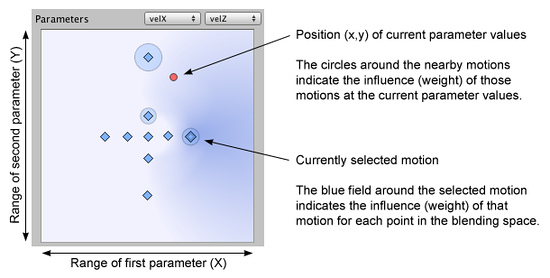 Parameters
velX
velZ
Position (x,y) of current parameter values
The circles around the nearby motions
indicate the influence (weight) of those
motions at the current parameter values.
Currently selected motion
The blue field around the selected motion
indicates the influence (weight) of that
motion for each point in the blending space.
Range of second parameter (Y)
Range of first parameter (X)